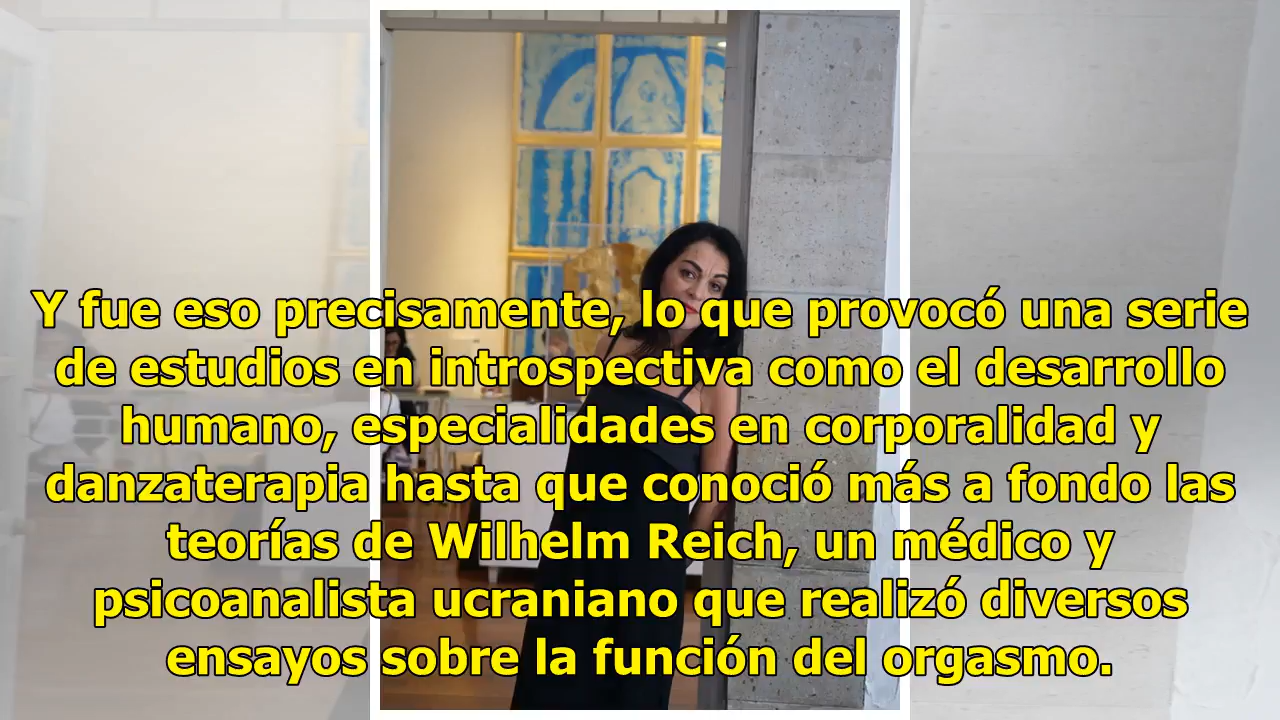 Y fue eso precisamente, lo que provocó una serie
de estudios en introspectiva como el desarrollo
humano, especialidades en corporalidad y
danzaterapia hasta que conoció más a fondo las
teorías de Wilhelm Reich, un médico y
psicoanalista ucraniano que realizó diversos
ensayos sobre la función del orgasmo.